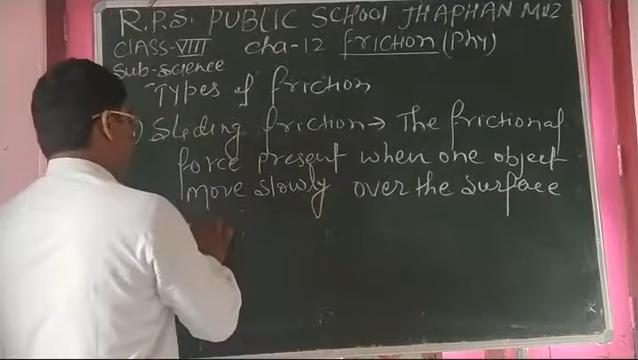 R.P.S. PUBLIC SCHOOL JHAPHAN MUZ
CLASS-VIII cha-12 friction (Phy)
Sub-science
Types of friction
) Sliding friction → The frictional
force present when one object
move slowly over the surface